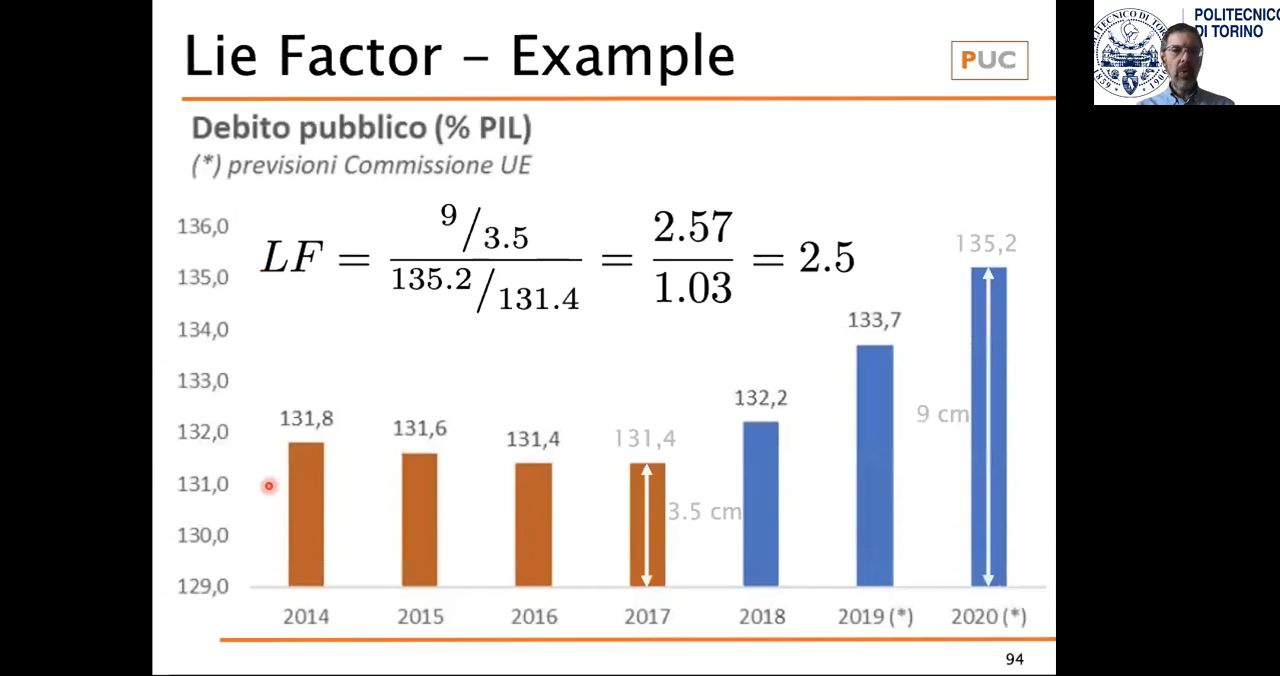 Lie Factor – Example
PUC
POLITECNICO
DI TORINO
Debito pubblico (% PIL)
(*) previsioni Commissione UE
LF = 9/3.5 / 135.2/131.4 = 2.57/1.03 = 2.5
136,0
135,0
134,0
133,0
132,0
131,0
130,0
129,0
131,8
131,6
131,4
131,4
132,2
133,7
135,2
3.5 cm
9 cm
2014
2015
2016
2017
2018
2019 (*)
2020 (*)
94